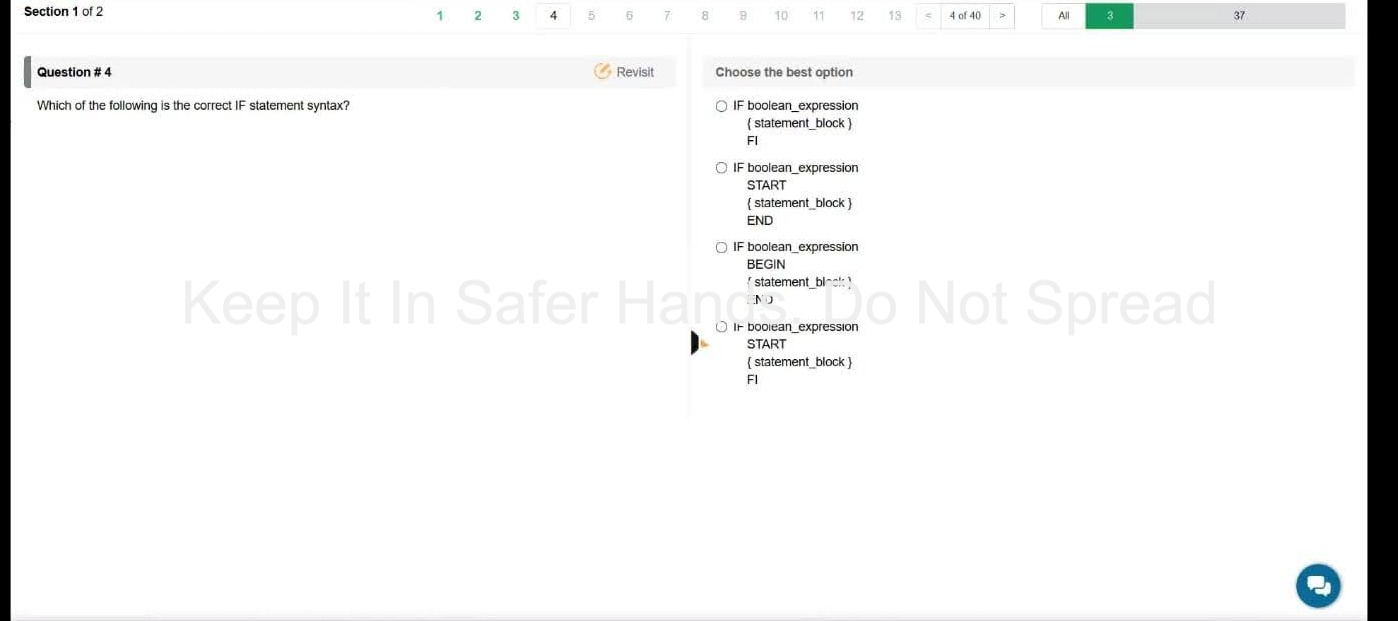 Section 1 of 2
1 2 3 4 5 6 7 8 9 10 11 12 13 < 4 of 40 > All 3 37
Question # 4
Revisit
Which of the following is the correct IF statement syntax?
Choose the best option
IF boolean_expression
{ statement_block }
FI
IF boolean_expression
START
{ statement_block }
END
IF boolean_expression
BEGIN
{ statement_block }
END
IF boolean_expression
START
{ statement_block }
FI
Keep It In Safer Hands. Do Not Spread